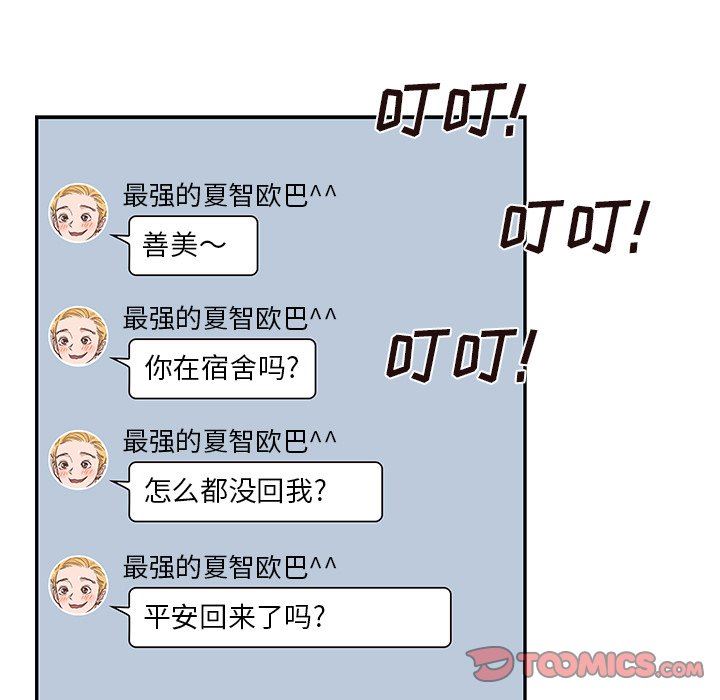 叮叮!
最强的夏智欧巴^^
善美～
叮叮!
最强的夏智欧巴^^
你在宿舍吗?
叮叮!
最强的夏智欧巴^^
怎么都没回我?
最强的夏智欧巴^^
平安回来了吗?
TOOMICS.COM